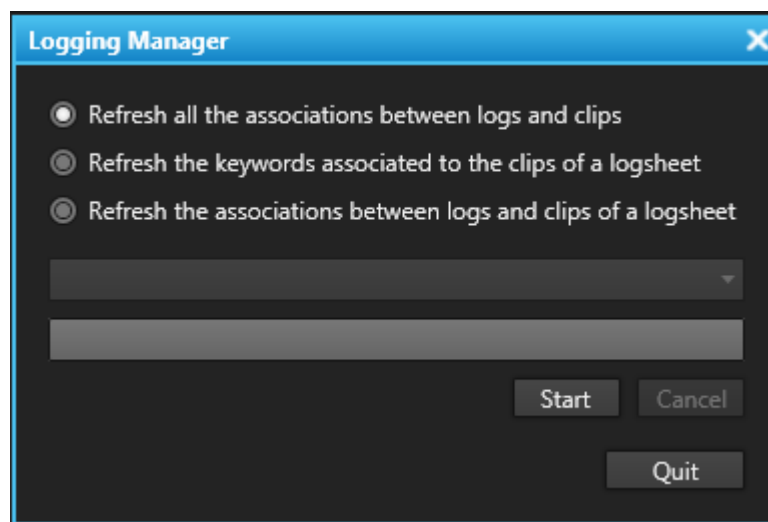 Logging Manager
Refresh all the associations between logs and clips
Refresh the keywords associated to the clips of a logsheet
Refresh the associations between logs and clips of a logsheet
Start Cancel
Quit